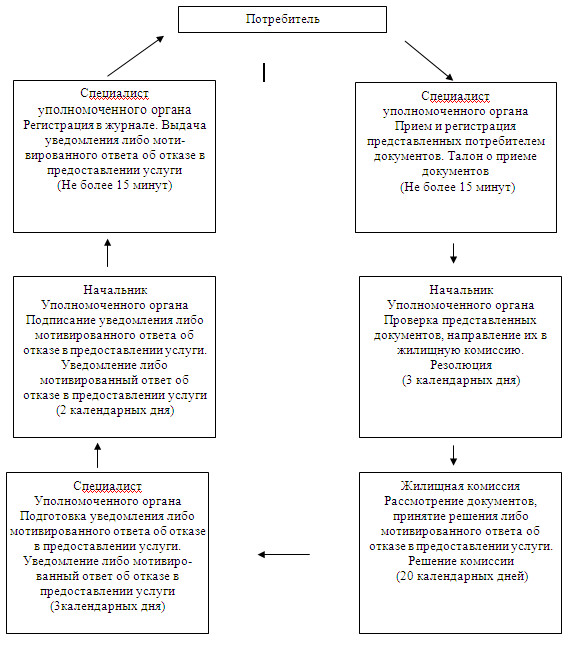 Потребитель
Специалист
уполномоченного органа
Прием и регистрация
представленных потребителем
документов. Талон о приеме
документов
(Не более 15 минут)
Начальник
Уполномоченного органа
Проверка представленных
документов, направление их в
жилищную комиссию.
Резолюция
(3 календарных дня)
Жилищная комиссия
Рассмотрение документов,
принятие решения либо
мотивированного ответа об
отказе в предоставлении услуги.
Решение комиссии
(20 календарных дней)
Специалист
Уполномоченного органа
Подготовка уведомления либо
мотивированного ответа об отказе
в предоставлении услуги.
Уведомление либо мотивиро-
ванный ответ об отказе в
предоставлении услуги
(3календарных дня)
Начальник
Уполномоченного органа
Подписание уведомления либо
мотивированного ответа об
отказе в предоставлении услуги.
Уведомление либо
мотивированный ответ об
отказе в предоставлении услуги
(2 календарных дня)
Специалист
уполномоченного органа
Регистрация в журнале. Выдача
уведомления либо моти-
вированного ответа об отказе в
предоставлении услуги
(Не более 15 минут)